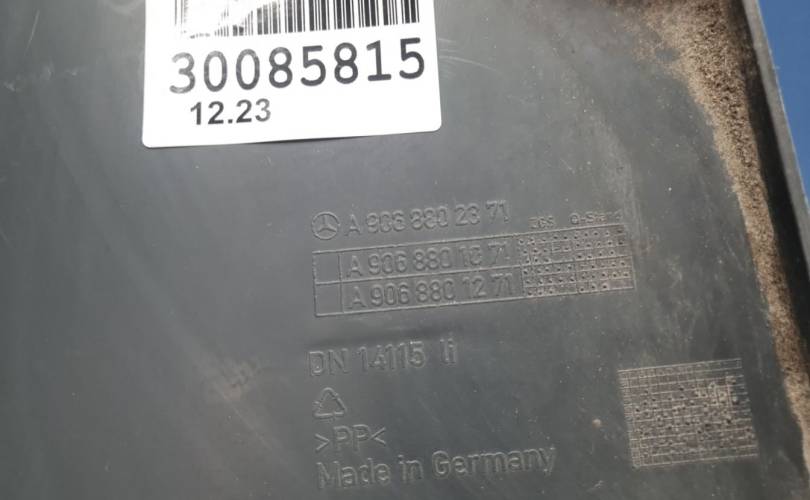 30085815
12.23
A 906 880 23 71
A 906 880 10 71
A 906 880 12 71
DN 14115 li
>PP<
Made in Germany